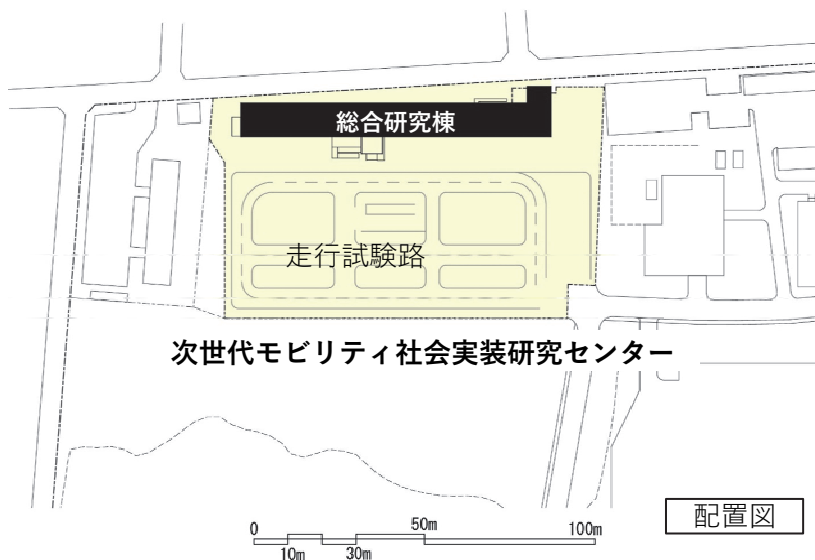 総合研究棟
走行試験路
次世代モビリティ社会実装研究センター
配置図
0 50m 100m
10m 30m